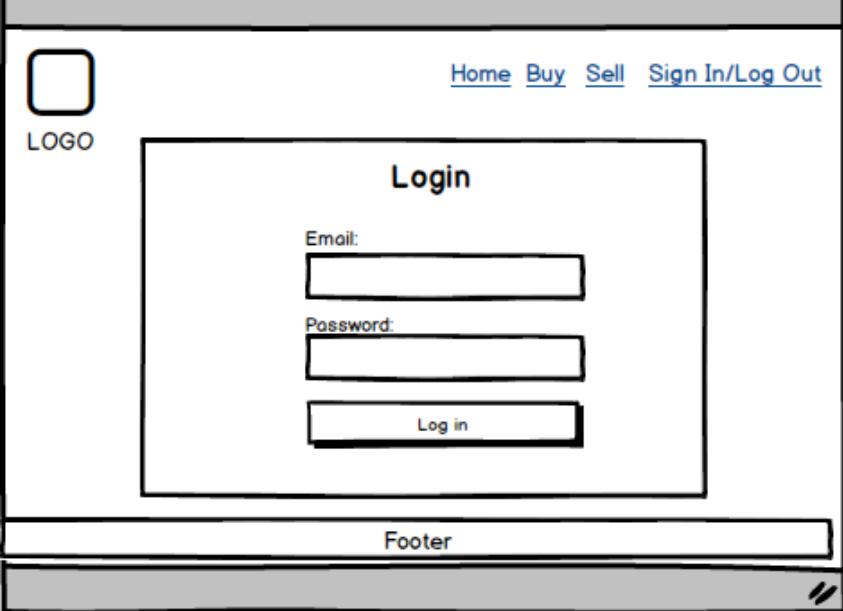 Home Buy Sell Sign In/Log Out
LOGO
Login
Email:
Password:
Log in
Footer